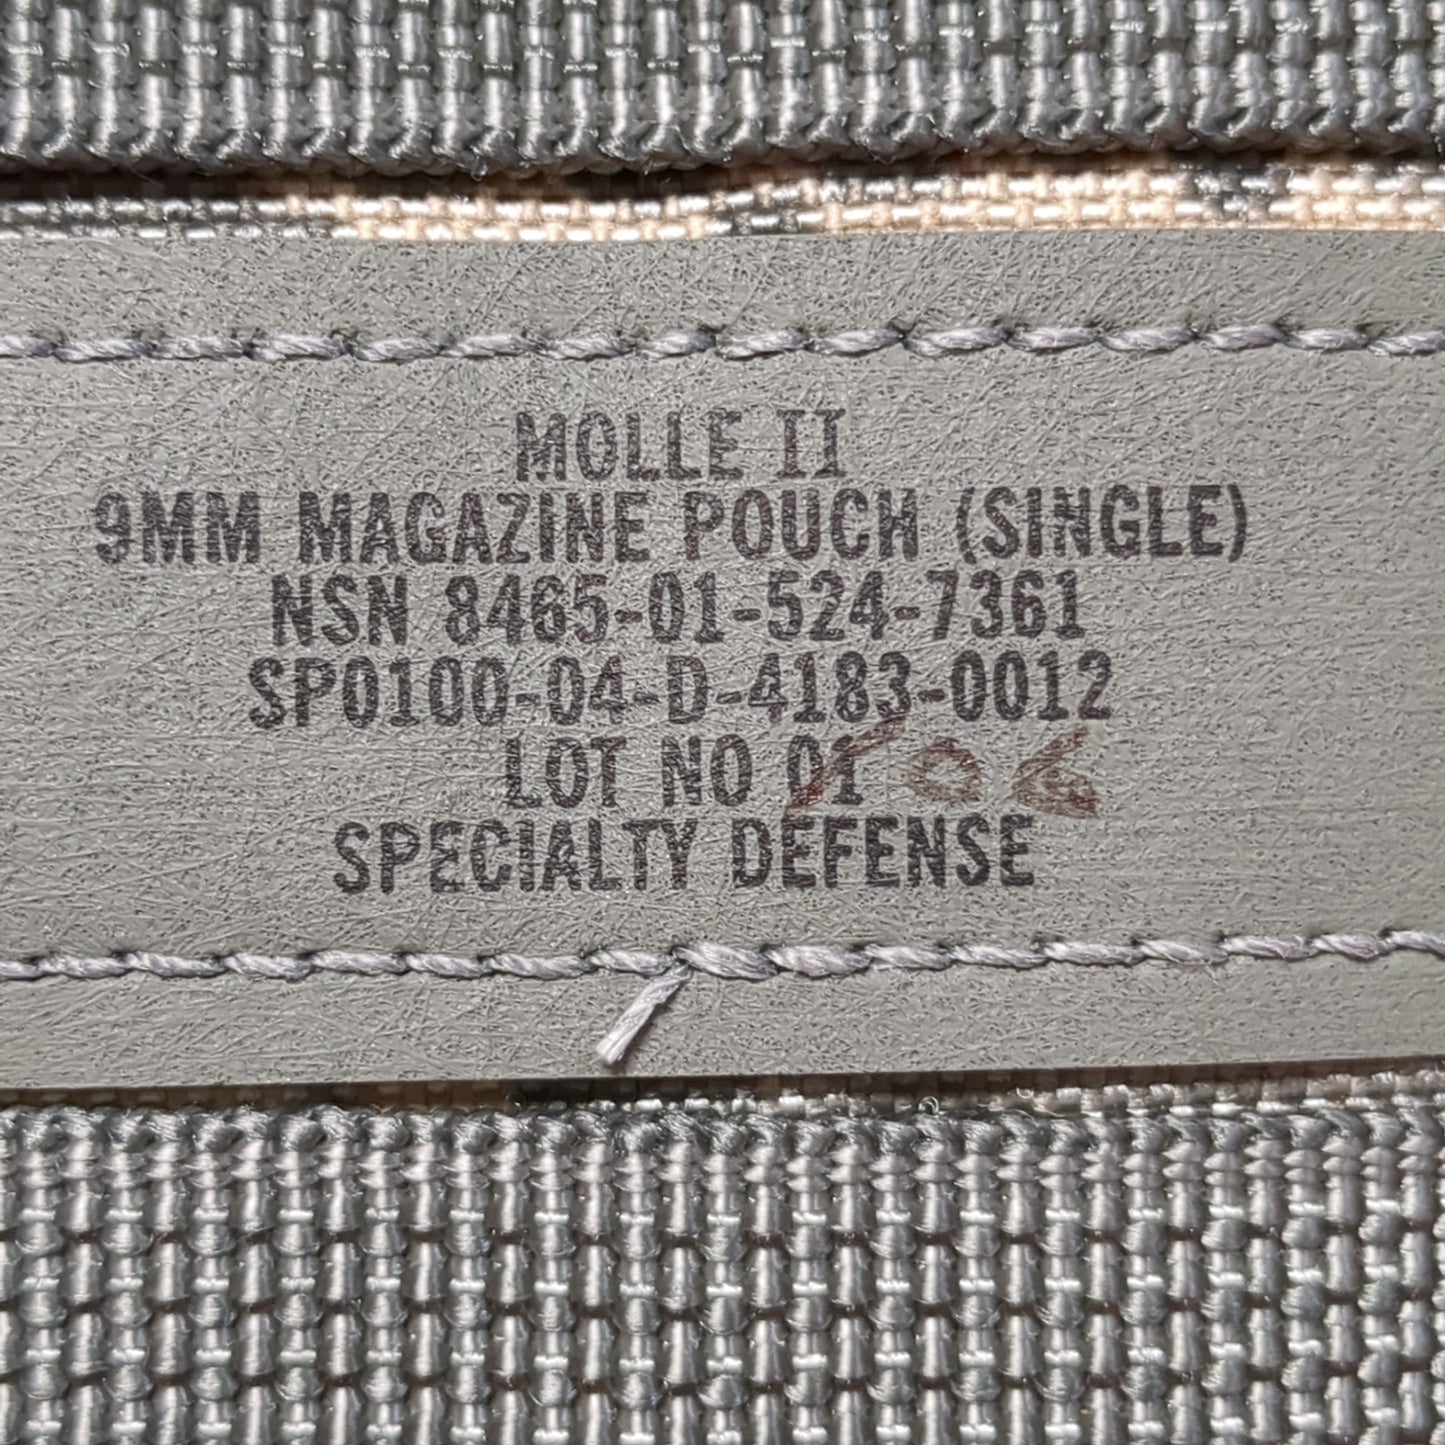 MOLLE II
9MM MAGAZINE POUCH (SINGLE)
NSN 8465-01-524-7361
SP0100-04-D-4183-0012
LOT NO 01
SPECIALTY DEFENSE